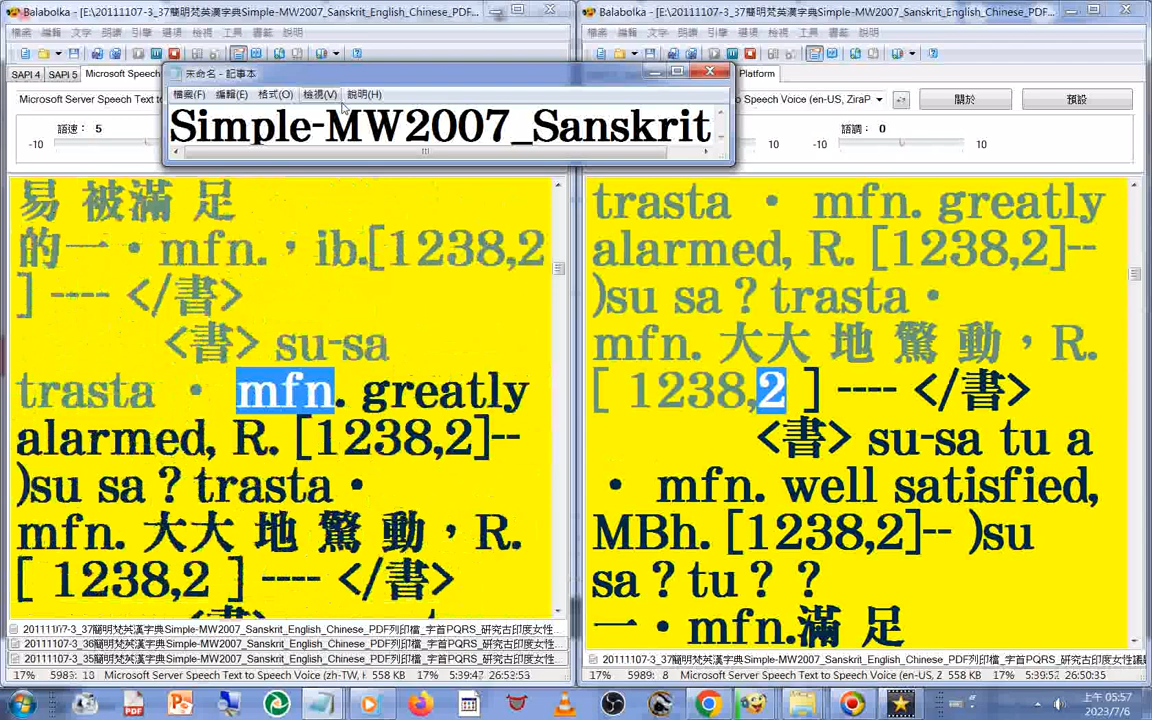 Balabolka - [E:\20111107-3_37簡明梵英漢字典Simple-MW2007_Sanskrit_English_Chinese_PDF...
檔案 編輯 文字 朗讀 引擎 選項 檢視 工具 書籤 說明
SAPI 4 SAPI 5 Microsoft Speech
Microsoft Server Speech Text to
語速： 5
-10
未命名 - 記事本
檔案(F) 編輯(E) 格式(O) 檢視(V) 說明(H)
Simple-MW2007_Sanskrit
易 被滿 足
的一・mfn.，ib.[1238,2
] ---- </書>
<書> su-sa
trasta ・ mfn. greatly
alarmed, R. [1238,2]--
)su sa？trasta・
mfn. 大大 地 驚 動，R.
[ 1238,2 ] ---- </書>
20111107-3_37簡明梵英漢字典Simple-MW2007_Sanskrit_English_Chinese_PDF列印檔_字首PQRS_研究古印度女性...
20111107-3_36簡明梵英漢字典Simple-MW2007_Sanskrit_English_Chinese_PDF列印檔_字首PQRS_研究古印度女性...
20111107-3_35簡明梵英漢字典Simple-MW2007_Sanskrit_English_Chinese_PDF列印檔_字首PQRS_研究古印度女性...
17% Microsoft Server Speech Text to Speech Voice (zh-TW, H 558 KB 5:39:47 26:53:53
Balabolka - [E:\20111107-3_37簡明梵英漢字典Simple-MW2007_Sanskrit_English_Chinese_PDF...
檔案 編輯 文字 朗讀 引擎 選項 檢視 工具 書籤 說明
Platform
Speech Voice (en-US, ZiraP 關於 預設
語調： 0
10 -10 10
trasta ・ mfn. greatly
alarmed, R. [1238,2]--
)su sa？trasta・
mfn. 大大 地 驚 動，R.
[ 1238,2 ] ---- </書>
<書> su-sa tu a
・ mfn. well satisfied,
MBh. [1238,2]-- )su
sa？tu？？
一・mfn.滿 足
20111107-3_37簡明梵英漢字典Simple-MW2007_Sanskrit_English_Chinese_PDF列印檔_字首PQRS_研究古印度女性議
17% 5989: 8 Microsoft Server Speech Text to Speech Voice (en-US, Z 558 KB 5:39:52 26:50:35
上午 05:57
2023/7/6